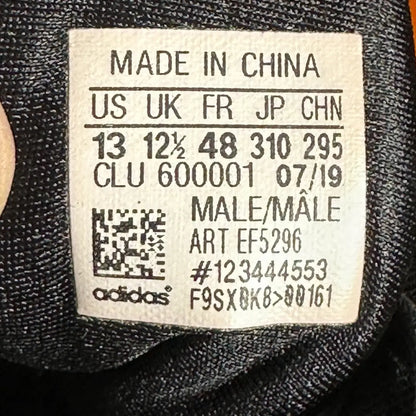 MADE IN CHINA
US UK FR JP CHN
13 12½ 48 310 295
CLU 600001 07/19
MALE/MÂLE
ART EF5296
#123444553
adidas®
F9SX0K8>00161